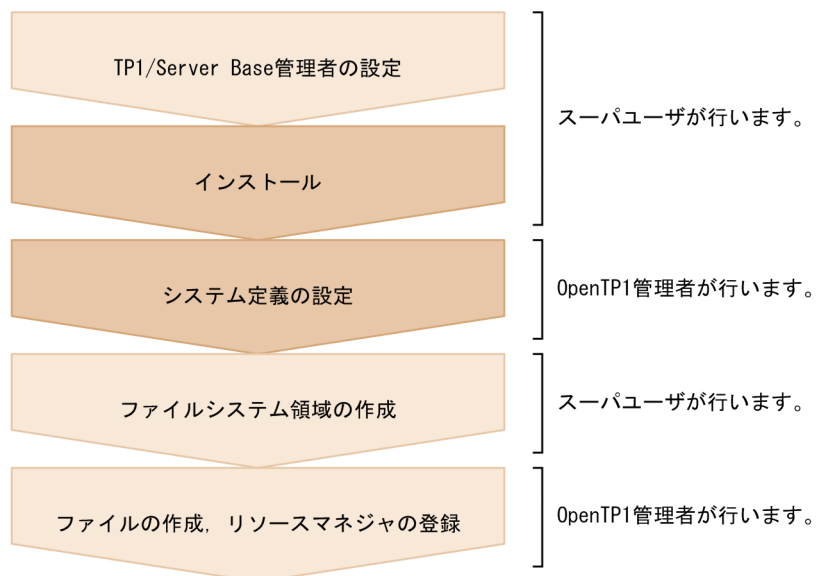 TP1/Server Base管理者の設定
スーパユーザが行います。
インストール
システム定義の設定
OpenTP1管理者が行います。
ファイルシステム領域の作成
スーパユーザが行います。
ファイルの作成，リソースマネジャの登録
OpenTP1管理者が行います。